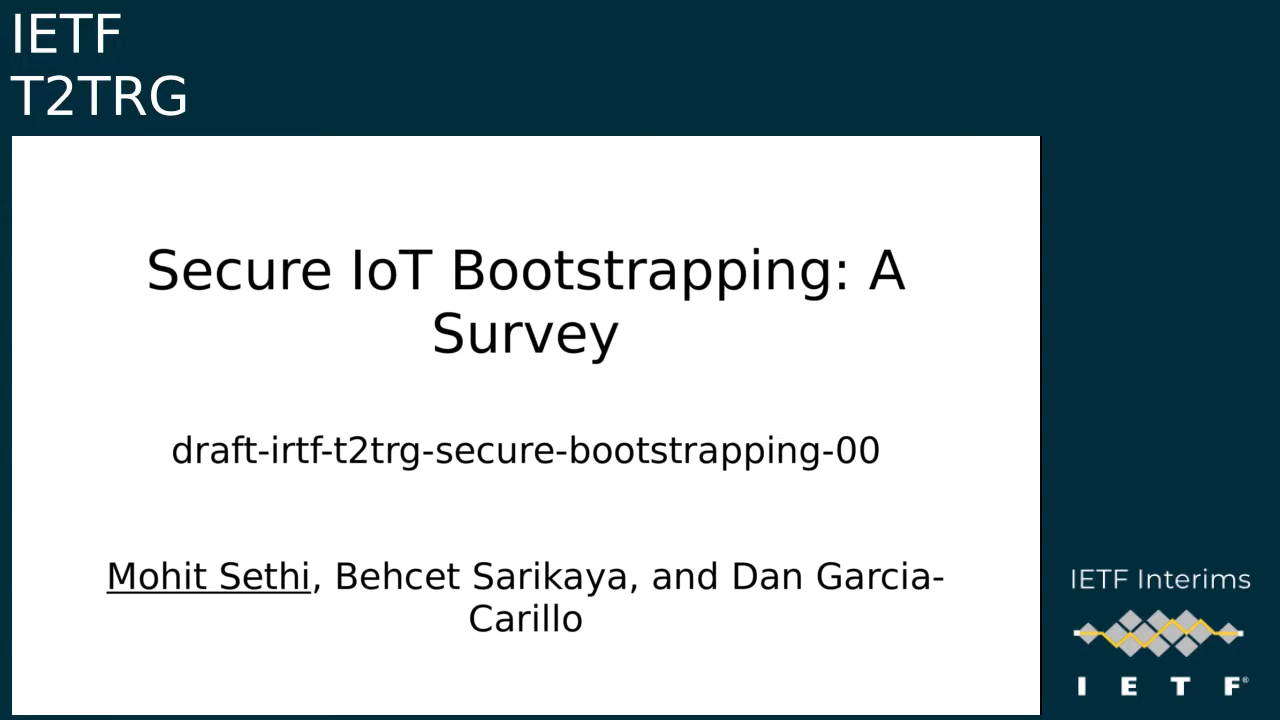 IETF
T2TRG
Secure IoT Bootstrapping: A
Survey
draft-irtf-t2trg-secure-bootstrapping-00
Mohit Sethi, Behcet Sarikaya, and Dan Garcia-
Carillo
IETF Interims
I E T F®